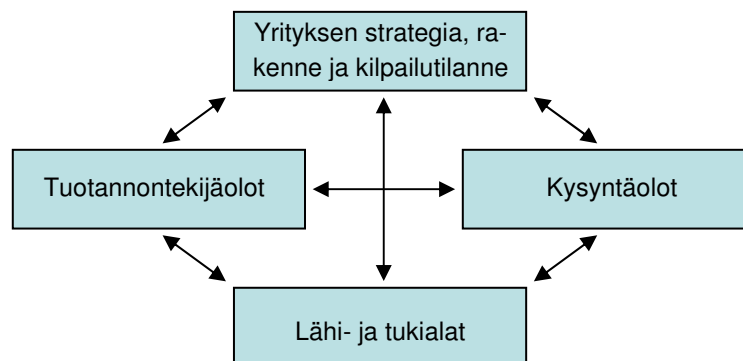 Yrityksen strategia, ra-
kenne ja kilpailutilanne
Tuotannontekijäolot
Kysyntäolot
Lähi- ja tukialat